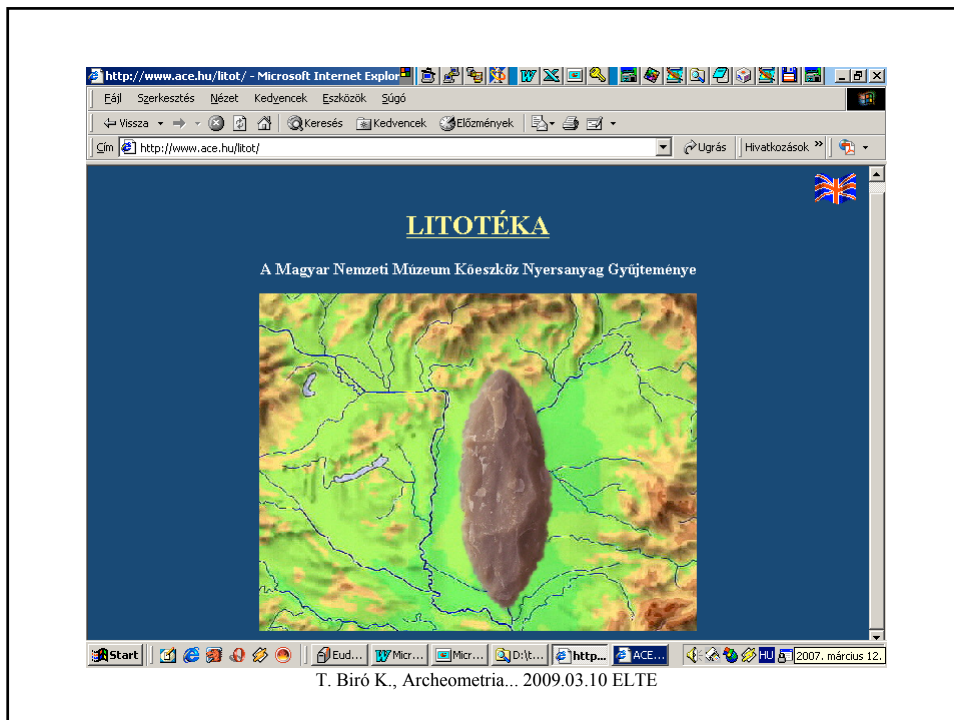 http://www.ace.hu/litot/ - Microsoft Internet Explor
Fájl Szerkesztés Nézet Kedvencek Eszközök Súgó
Vissza Keresés Kedvencek Előzmények
Cím http://www.ace.hu/litot/ Ugrás Hivatkozások »
LITOTÉKA
A Magyar Nemzeti Múzeum Kőeszköz Nyersanyag Gyűjteménye
Start Eud... Micr... Micr... D:\t... http... ACE... HU 2007. március 12.
T. Biró K., Archeometria... 2009.03.10 ELTE